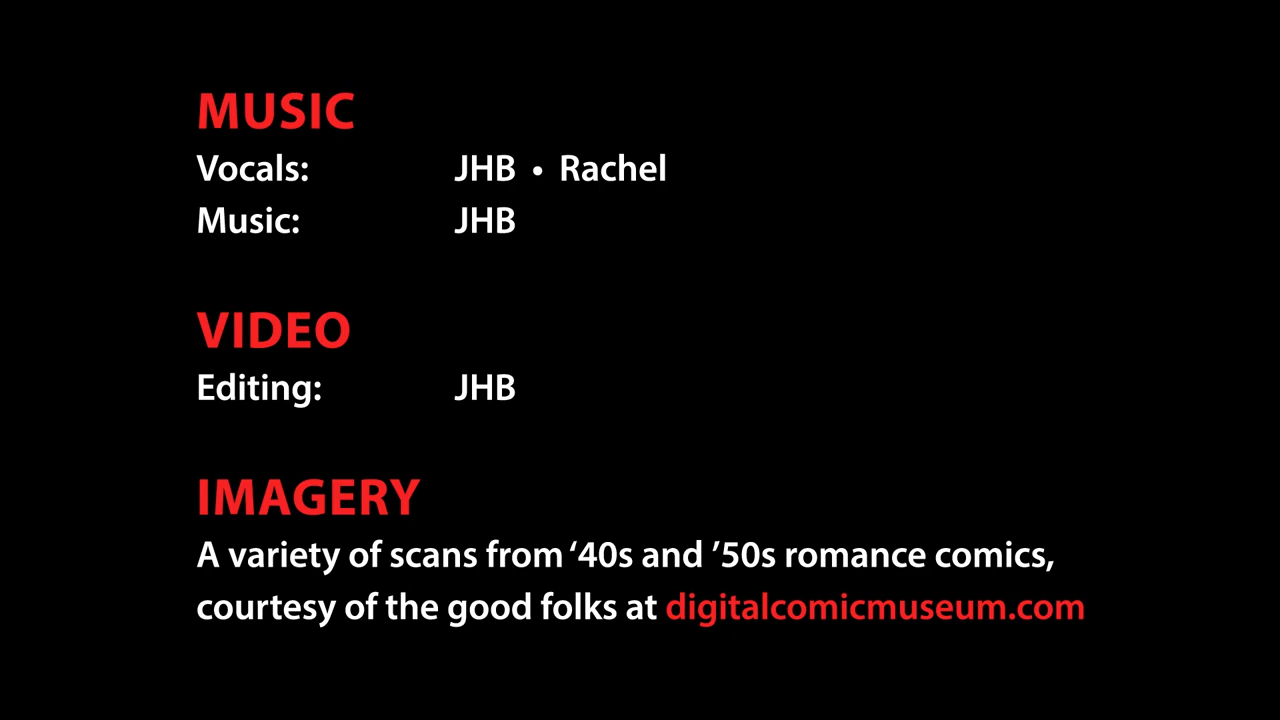 MUSIC
Vocals: JHB • Rachel
Music: JHB
VIDEO
Editing: JHB
IMAGERY
A variety of scans from ‘40s and ’50s romance comics,
courtesy of the good folks at digitalcomicmuseum.com